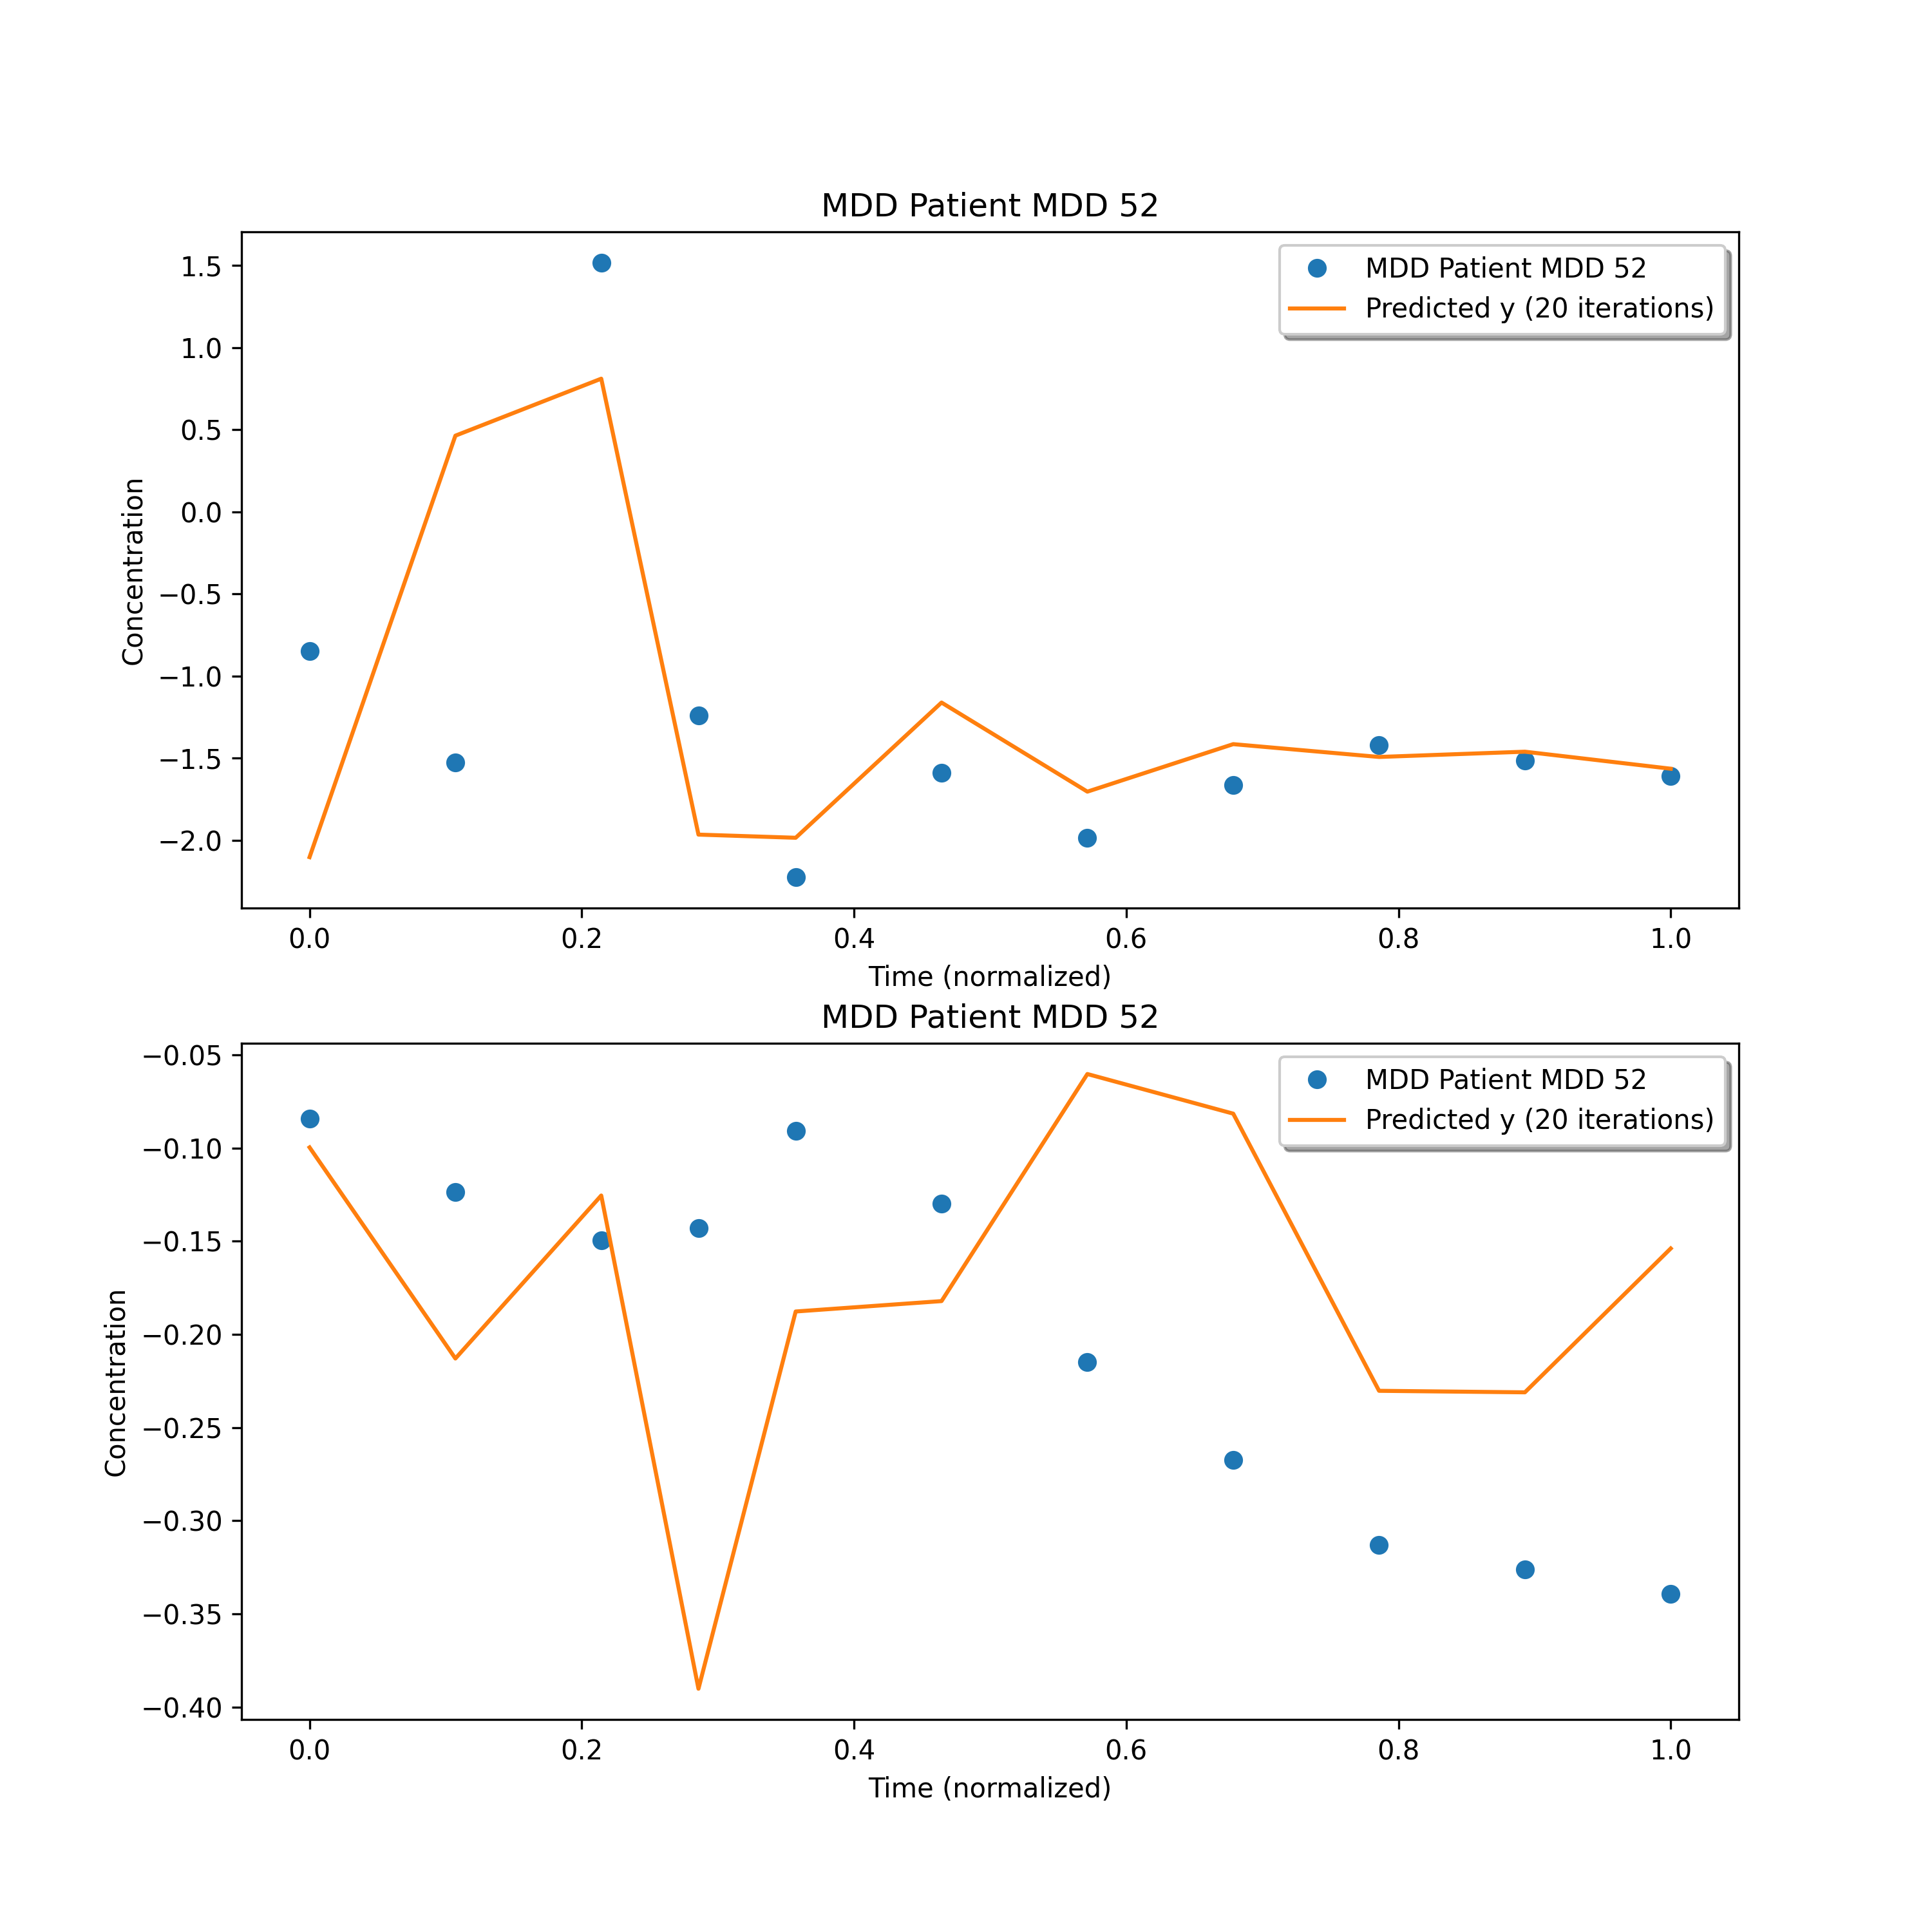 MDD Patient MDD 52
MDD Patient MDD 52
Predicted y (20 iterations)
Concentration
1.5
1.0
0.5
0.0
−0.5
−1.0
−1.5
−2.0
0.0 0.2 0.4 0.6 0.8 1.0
Time (normalized)
MDD Patient MDD 52
MDD Patient MDD 52
Predicted y (20 iterations)
Concentration
−0.05
−0.10
−0.15
−0.20
−0.25
−0.30
−0.35
−0.40
0.0 0.2 0.4 0.6 0.8 1.0
Time (normalized)